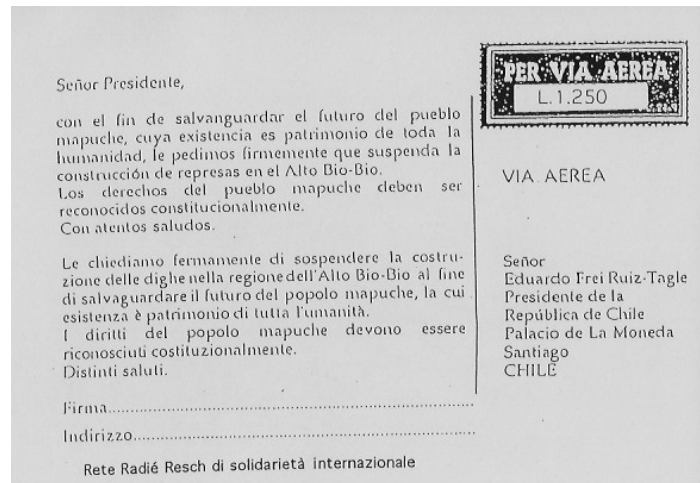 Señor Presidente,
con el fin de salvanguardar el futuro del pueblo
mapuche, cuya existencia es patrimonio de toda la
humanidad, le pedimos firmemente que suspenda la
construcción de represas en el Alto Bio-Bio.
Los derechos del pueblo mapuche deben ser
reconocidos constitucionalmente.
Con atentos saludos.
Le chiediamo fermamente di sospendere la costru-
zione delle dighe nella regione dell'Alto Bio-Bio al fine
di salvaguardare il futuro del popolo mapuche, la cui
esistenza è patrimonio di tutta l'umanità.
I diritti del popolo mapuche devono essere
riconosciuti costituzionalmente.
Distinti saluti.
Firma
Indirizzo
Rete Radié Resch di solidarietà internazionale
PER VIA AEREA
L.1.250
VIA AEREA
Señor
Eduardo Frei Ruiz-Tagle
Presidente de la
República de Chile
Palacio de La Moneda
Santiago
CHILE